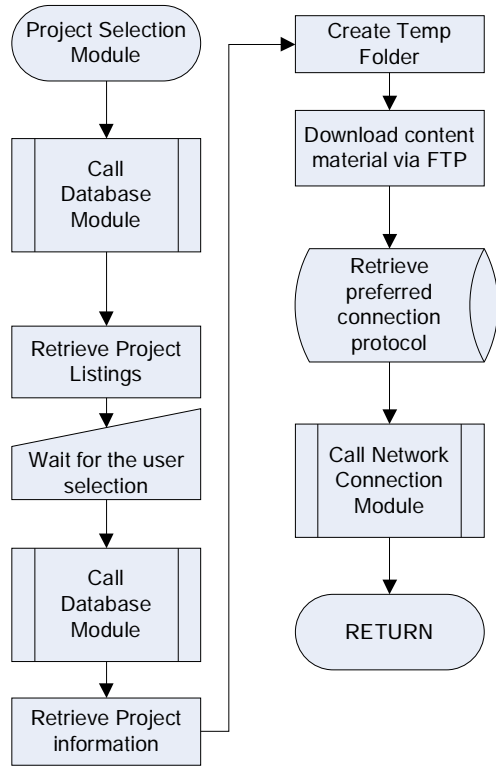 Project Selection
Module
Call
Database
Module
Retrieve Project
Listings
Wait for the user
selection
Call
Database
Module
Retrieve Project
information
Create Temp
Folder
Download content
material via FTP
Retrieve
preferred
connection
protocol
Call Network
Connection
Module
RETURN